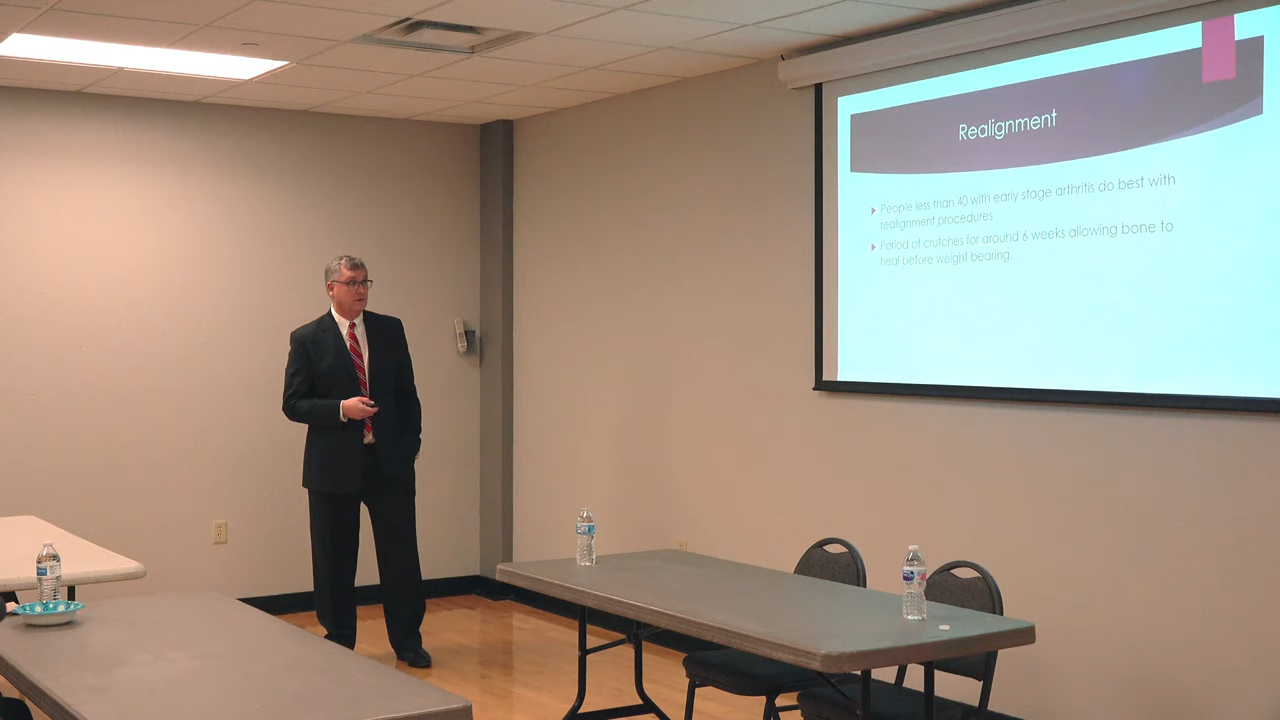 Realignment
People less than 40 with early stage arthritis do best with
realignment procedures
Period of crutches for around 6 weeks allowing bone to
heal before weight bearing.